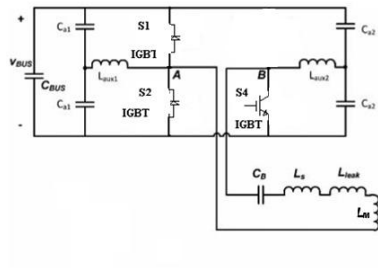 +
S1
Ca1
Ca2
IGBT
vBUS
Laux1
A
B
Laux2
CBUS
S2
S4
Ca1
Ca2
IGBT
IGBT
-
CB
Ls
Lleak
LM